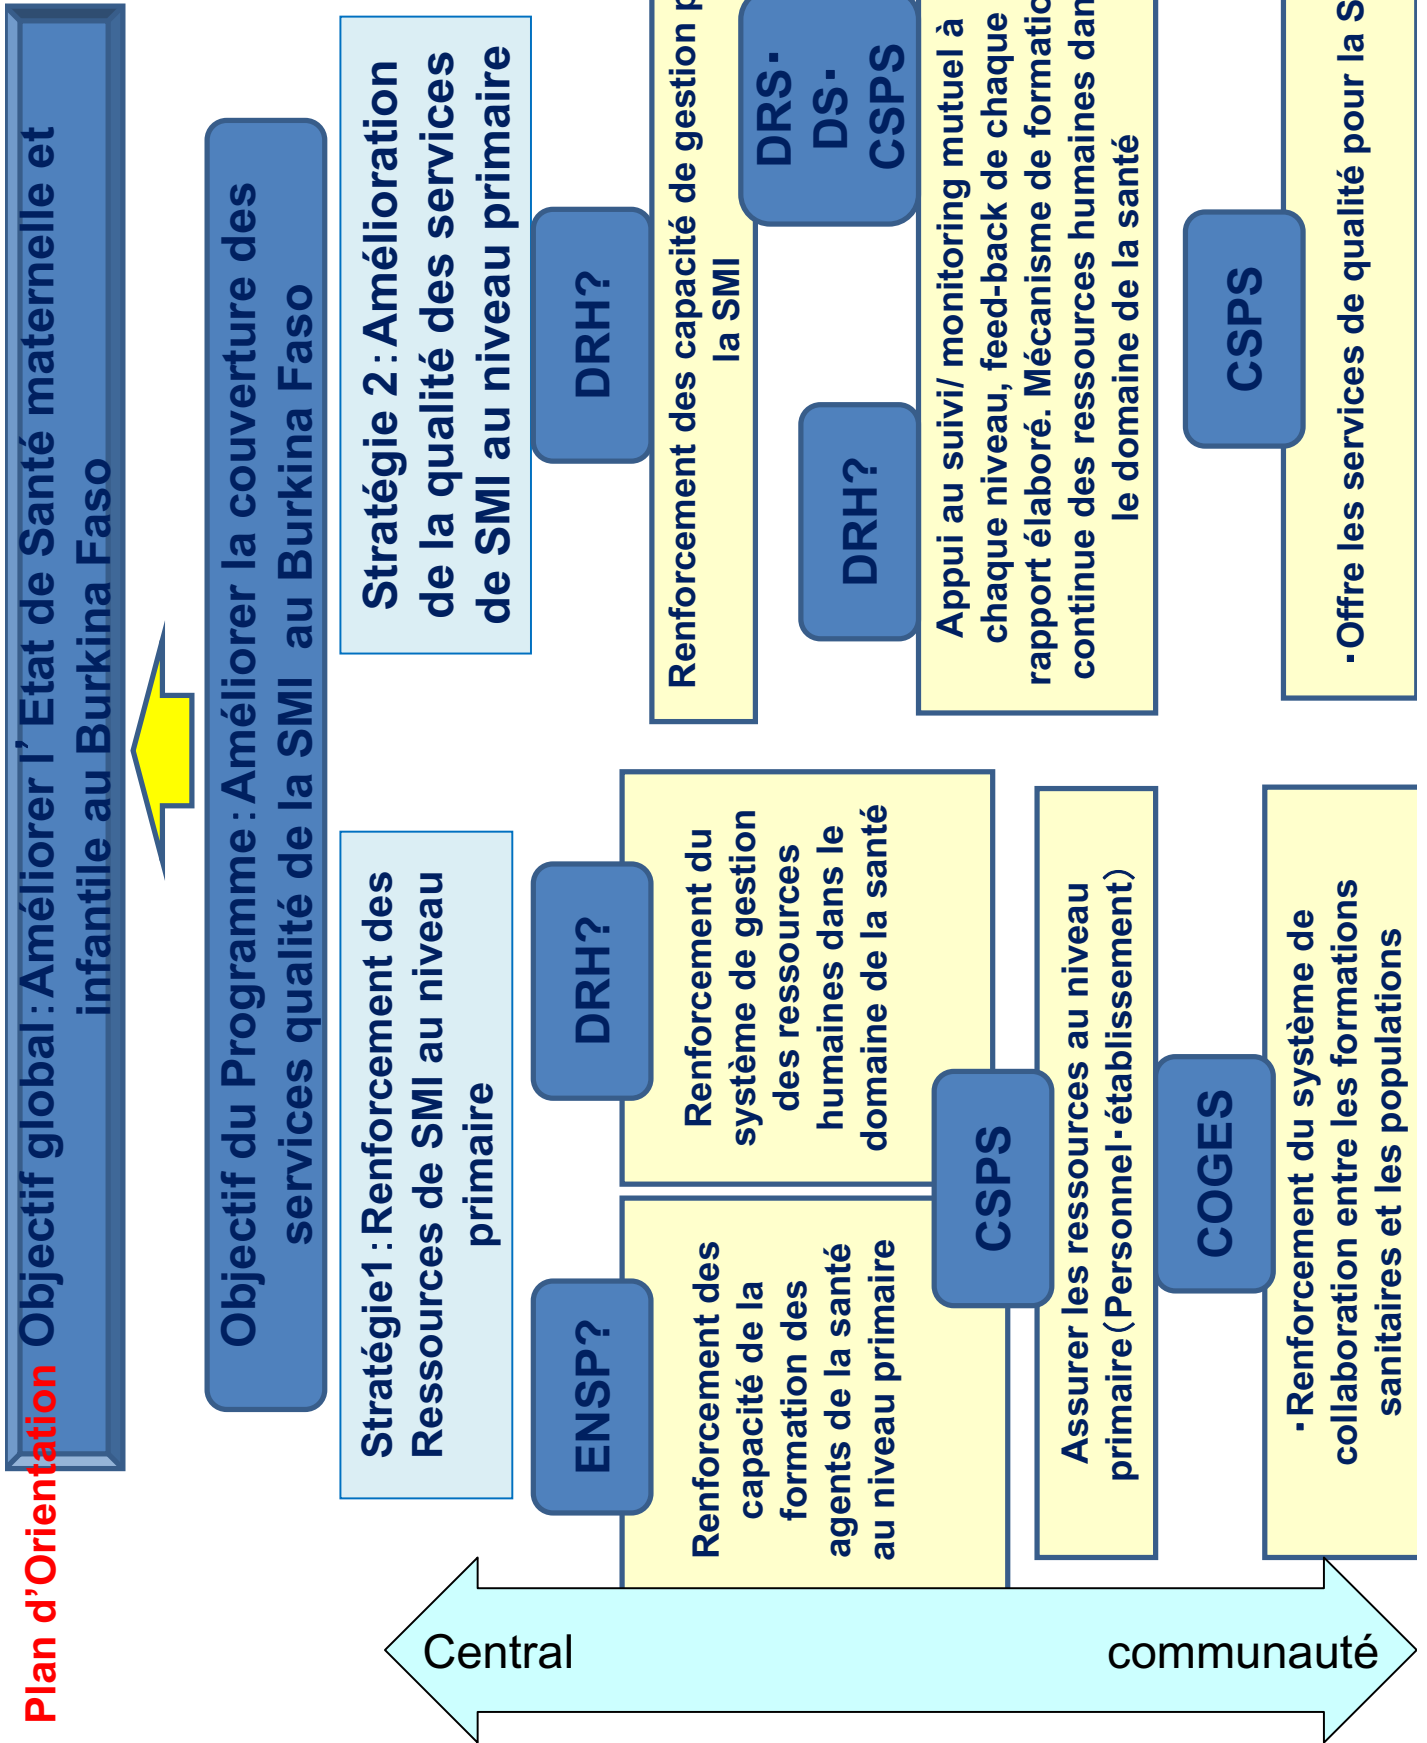 Plan d'Orientation
Objectif global:Améliorer l' Etat de Santé maternelle et
infantile au Burkina Faso
Objectif du Programme:Améliorer la couverture des
services qualité de la SMI au Burkina Faso
Stratégie1:Renforcement des
Ressources de SMI au niveau
primaire
Stratégie 2:Amélioration
de la qualité des services
de SMI au niveau primaire
ENSP?
Renforcement des
capacité de la
formation des
agents de la santé
au niveau primaire
DRH?
Renforcement du
système de gestion
des ressources
humaines dans le
domaine de la santé
DRH?
Renforcement des capacité de gestion
la SMI
CSPS
Assurer les ressources au niveau
primaire(Personnel・établissement)
DRH?
DRS・
DS・
CSPS
Appui au suivi/ monitoring mutuel à
chaque niveau, feed-back de chaque
rapport élaboré. Mécanisme de
continue des ressources humaines
le domaine de la santé
COGES
・Renforcement du système de
collaboration entre les formations
sanitaires et les populations
CSPS
・Offre les services de qualité pour la
Central
communauté